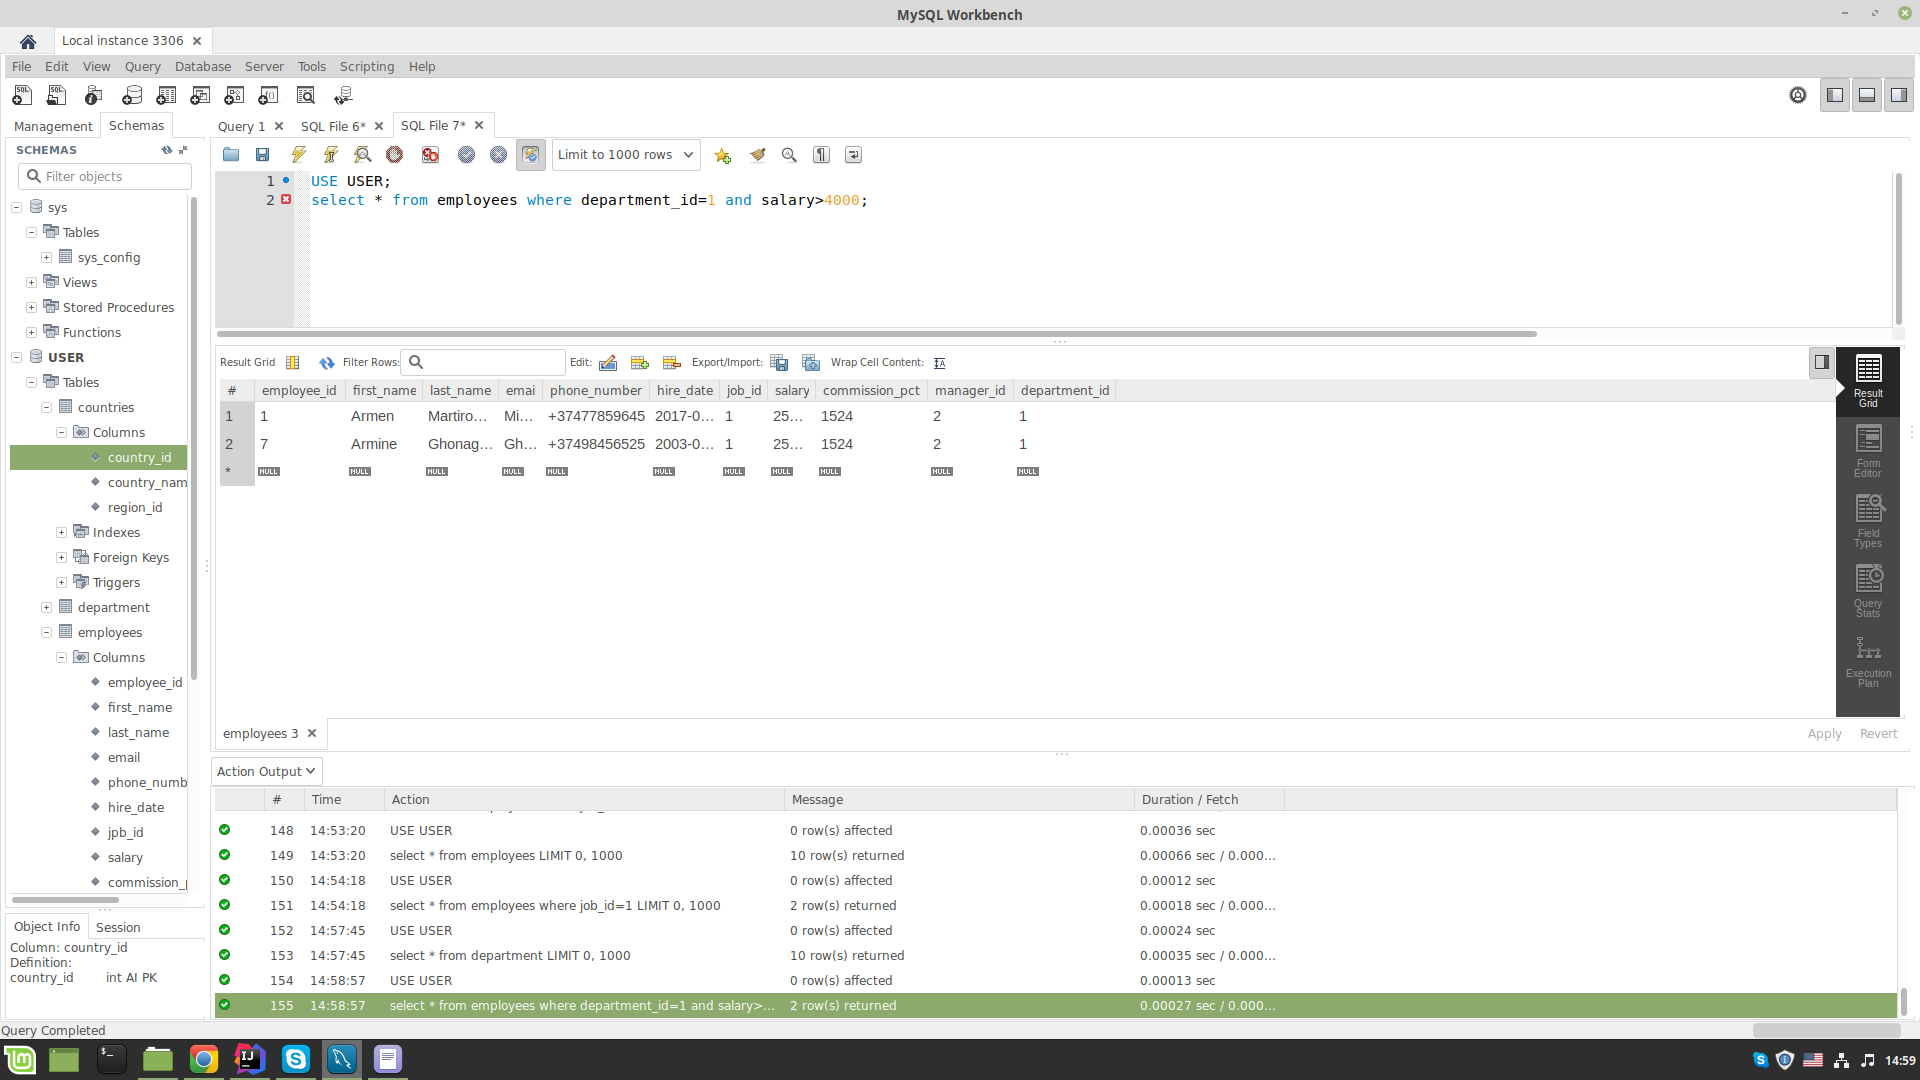 MySQL Workbench
Local instance 3306
File Edit View Query Database Server Tools Scripting Help
Management Schemas
Query 1 SQL File 6* SQL File 7*
SCHEMAS
Filter objects
sys
Tables
sys_config
Views
Stored Procedures
Functions
USER
Tables
countries
Columns
country_id
country_nam
region_id
Indexes
Foreign Keys
Triggers
department
employees
Columns
employee_id
first_name
last_name
email
phone_numb
hire_date
jpb_id
salary
commission_p
Object Info Session
Column: country_id
Definition:
country_id int AI PK
Limit to 1000 rows
1 USE USER;
2 select * from employees where department_id=1 and salary>4000;
Result Grid Filter Rows: Edit: Export/Import: Wrap Cell Content:
# employee_id first_name last_name emai phone_number hire_date job_id salary commission_pct manager_id department_id
1 1 Armen Martiro... Mi... +37477859645 2017-0... 1 25... 1524 2 1
2 7 Armine Ghonag... Gh... +37498456525 2003-0... 1 25... 1524 2 1
* NULL NULL NULL NULL NULL NULL NULL NULL NULL NULL NULL
Result
Grid
Form
Editor
Field
Types
Query
Stats
Execution
Plan
employees 3
Apply Revert
Action Output
# Time Action Message Duration / Fetch
148 14:53:20 USE USER 0 row(s) affected 0.00036 sec
149 14:53:20 select * from employees LIMIT 0, 1000 10 row(s) returned 0.00066 sec / 0.000...
150 14:54:18 USE USER 0 row(s) affected 0.00012 sec
151 14:54:18 select * from employees where job_id=1 LIMIT 0, 1000 2 row(s) returned 0.00018 sec / 0.000...
152 14:57:45 USE USER 0 row(s) affected 0.00024 sec
153 14:57:45 select * from department LIMIT 0, 1000 10 row(s) returned 0.00035 sec / 0.000...
154 14:58:57 USE USER 0 row(s) affected 0.00013 sec
155 14:58:57 select * from employees where department_id=1 and salary>... 2 row(s) returned 0.00027 sec / 0.000...
Query Completed
14:59